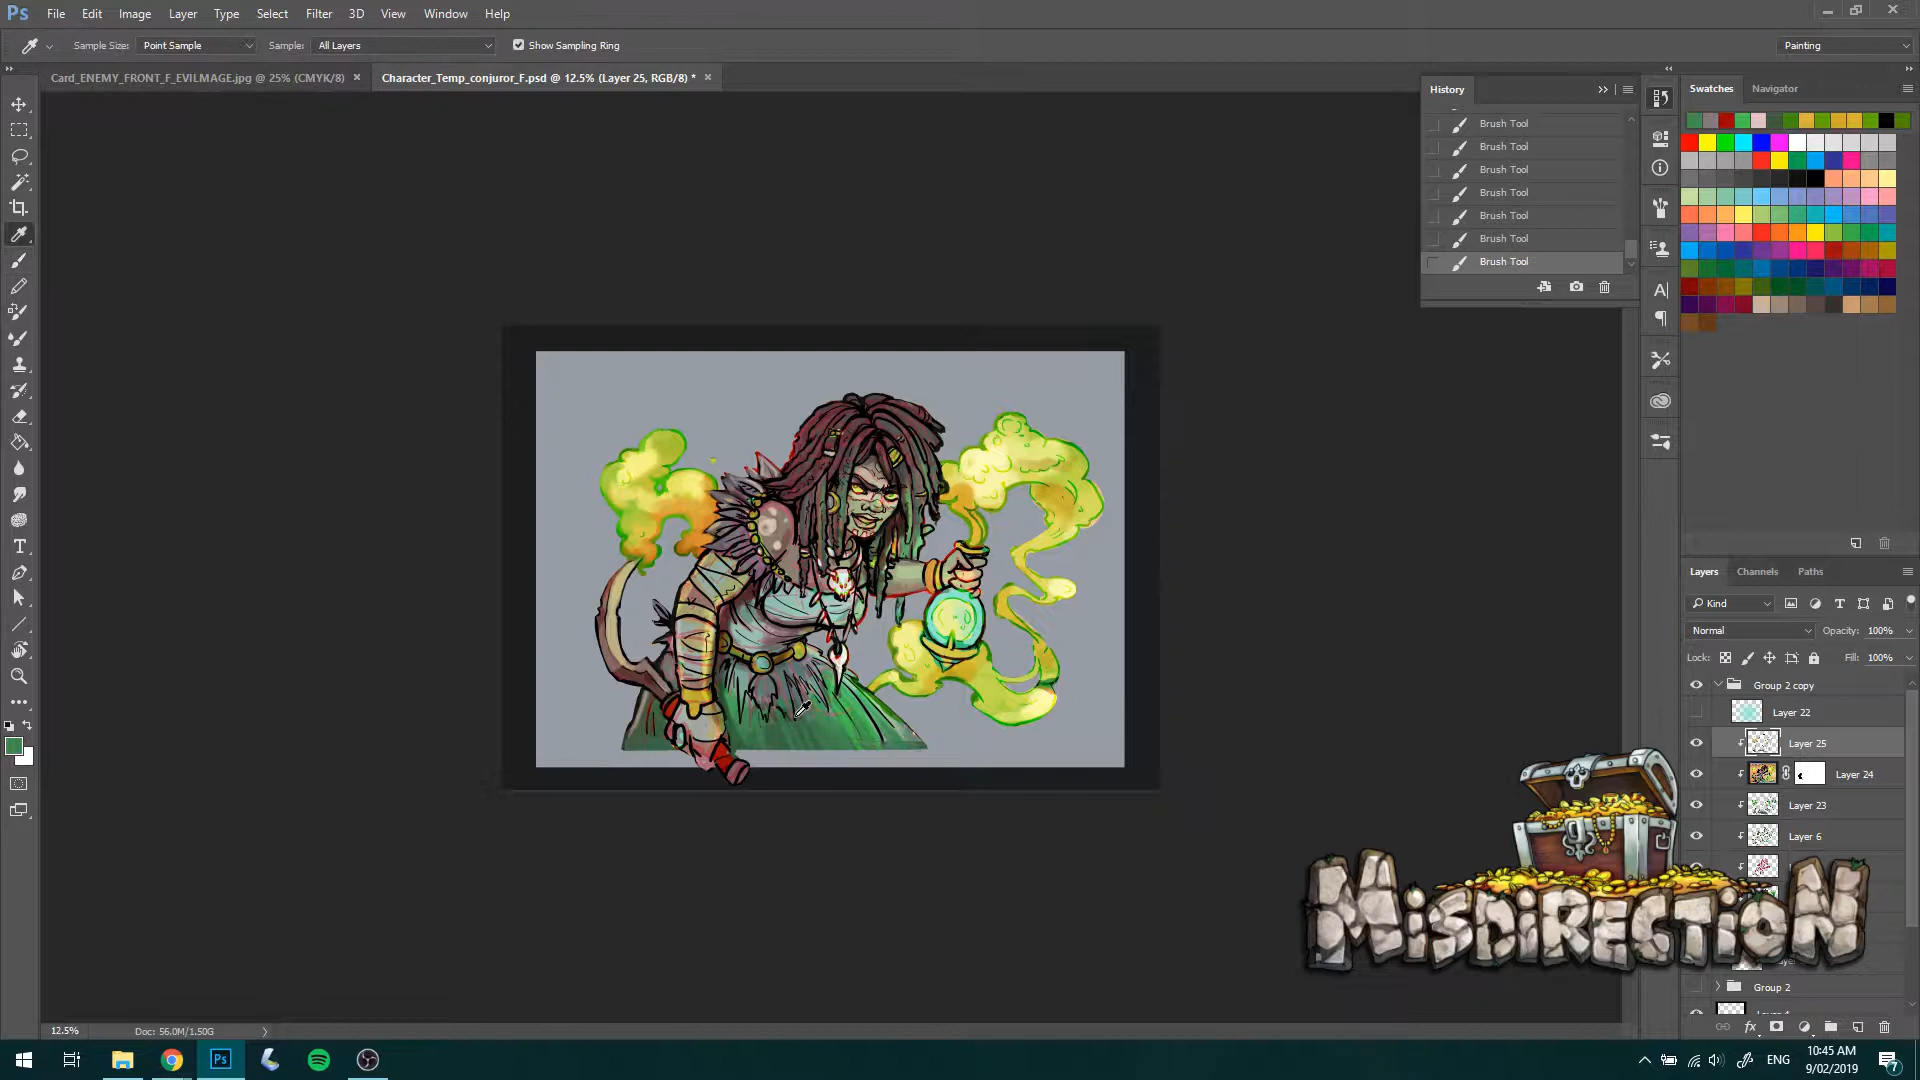 Ps File Edit Image Layer Type Select Filter 3D View Window Help
Sample Size: Point Sample Sample: All Layers Show Sampling Ring Painting
Card_ENEMY_FRONT_F_EVILMAGE.jpg @ 25% (CMYK/8) × Character_Temp_conjuror_F.psd @ 12.5% (Layer 25, RGB/8) * ×
History
Swatches Navigator
Brush Tool
Brush Tool
Brush Tool
Brush Tool
Brush Tool
Brush Tool
Brush Tool
Layers Channels Paths
Kind
Normal Opacity: 100%
Lock: Fill: 100%
Group 2 copy
Layer 22
Layer 25
Layer 24
Layer 23
Layer 6
MISDIRECTION
Group 2
12.5% Doc: 56.0M/1.50G
Ps
ENG
10:45 AM
9/02/2019
7